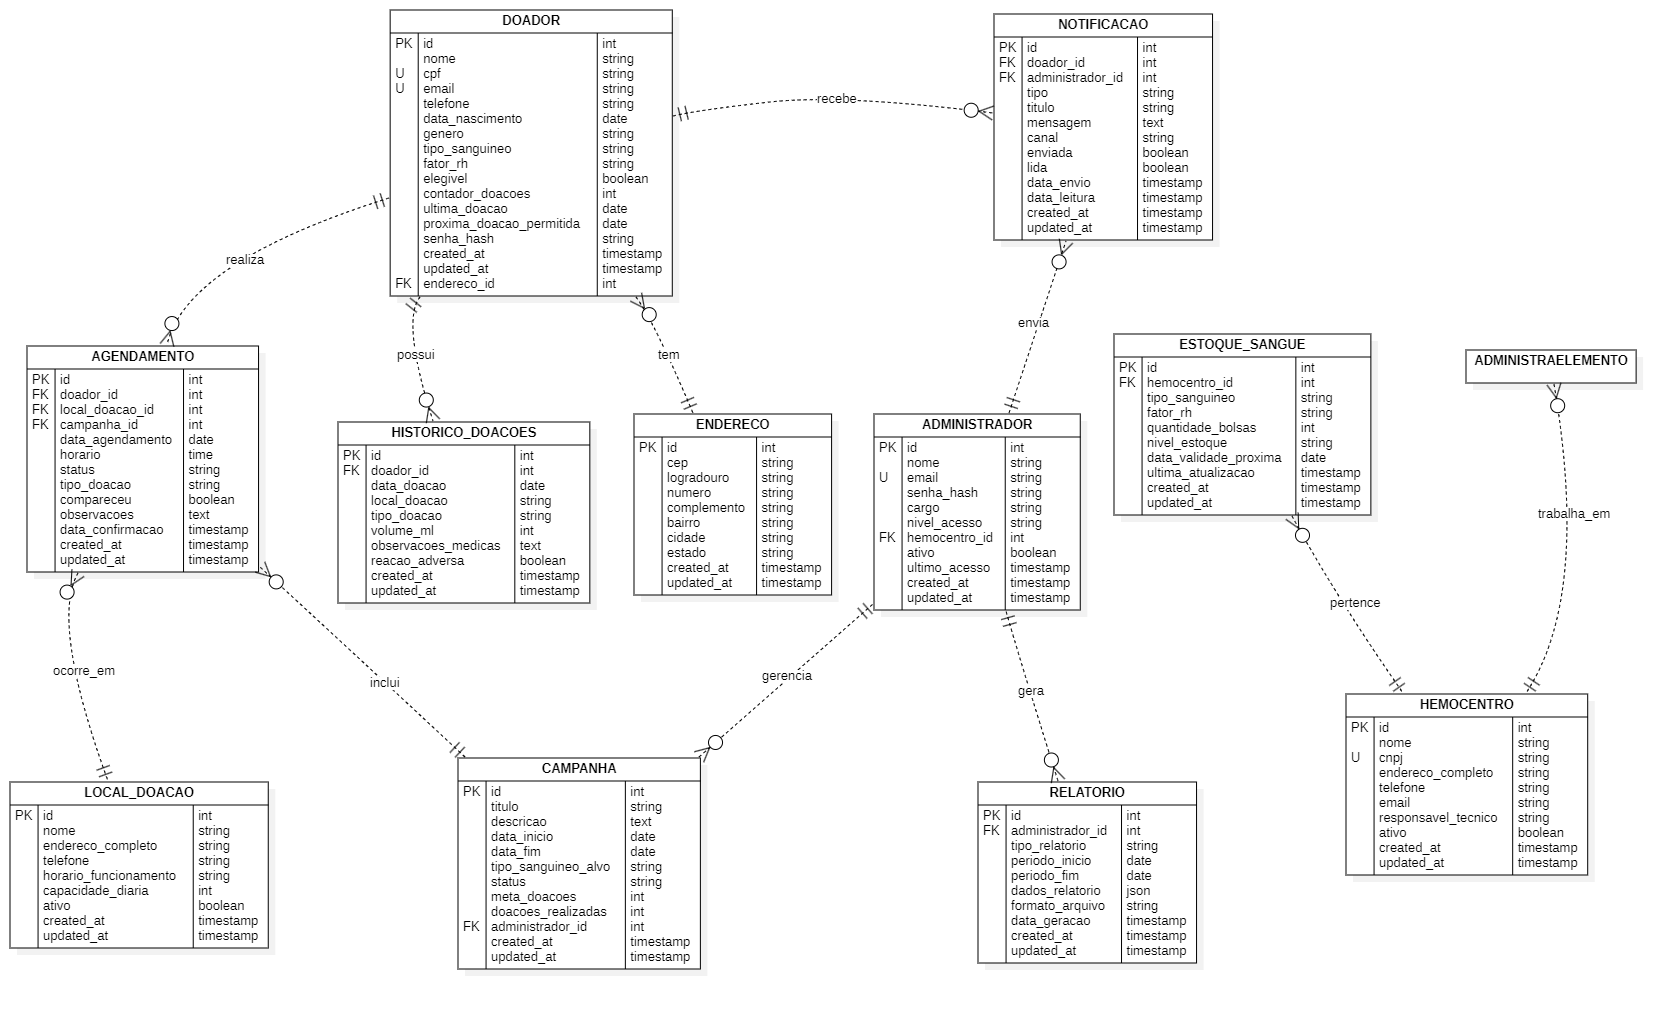 DOADOR
PK id int
nome string
U cpf string
U email string
telefone string
data_nascimento date
genero string
tipo_sanguineo string
fator_rh string
elegivel boolean
contador_doacoes int
ultima_doacao date
proxima_doacao_permitida date
senha_hash string
created_at timestamp
updated_at timestamp
FK endereco_id int
NOTIFICACAO
PK id int
FK doador_id int
FK administrador_id int
tipo string
titulo string
mensagem text
canal string
enviada boolean
lida boolean
data_envio timestamp
data_leitura timestamp
created_at timestamp
updated_at timestamp
recebe
realiza
possui
tem
envia
AGENDAMENTO
PK id int
FK doador_id int
FK local_doacao_id int
FK campanha_id int
data_agendamento date
horario time
status string
tipo_doacao string
compareceu boolean
observacoes text
data_confirmacao timestamp
created_at timestamp
updated_at timestamp
HISTORICO_DOACOES
PK id int
FK doador_id int
data_doacao date
local_doacao string
tipo_doacao string
volume_ml int
observacoes_medicas text
reacao_adversa boolean
created_at timestamp
updated_at timestamp
ENDERECO
PK id int
cep string
logradouro string
numero string
complemento string
bairro string
cidade string
estado string
created_at timestamp
updated_at timestamp
ADMINISTRADOR
PK id int
nome string
U email string
senha_hash string
cargo string
nivel_acesso string
FK hemocentro_id int
ativo boolean
ultimo_acesso timestamp
created_at timestamp
updated_at timestamp
ESTOQUE_SANGUE
PK id int
FK hemocentro_id int
tipo_sanguineo string
fator_rh string
quantidade_bolsas int
nivel_estoque string
data_validade_proxima date
ultima_atualizacao timestamp
created_at timestamp
updated_at timestamp
ADMINISTRAELEMENTO
trabalha_em
pertence
ocorre_em
inclui
gerencia
gera
LOCAL_DOACAO
PK id int
nome string
endereco_completo string
telefone string
horario_funcionamento string
capacidade_diaria int
ativo boolean
created_at timestamp
updated_at timestamp
CAMPANHA
PK id int
titulo string
descricao text
data_inicio date
data_fim date
tipo_sanguineo_alvo string
status string
meta_doacoes int
doacoes_realizadas int
FK administrador_id int
created_at timestamp
updated_at timestamp
RELATORIO
PK id int
FK administrador_id int
tipo_relatorio string
periodo_inicio date
periodo_fim date
dados_relatorio json
formato_arquivo string
data_geracao timestamp
created_at timestamp
updated_at timestamp
HEMOCENTRO
PK id int
nome string
U cnpj string
endereco_completo string
telefone string
email string
responsavel_tecnico string
ativo boolean
created_at timestamp
updated_at timestamp